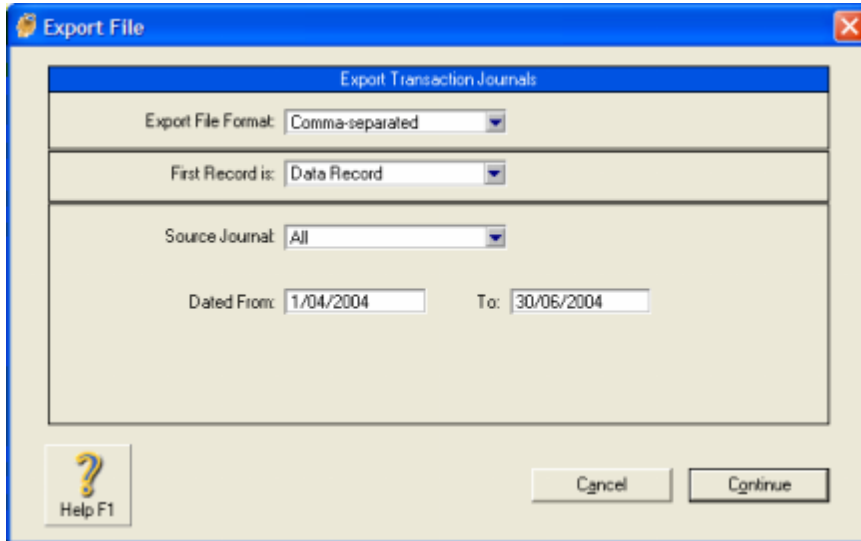 Export File
Export Transaction Journals
Export File Format: Comma-separated
First Record is: Data Record
Source Journal: All
Dated From: 1/04/2004 To: 30/06/2004
Help F1
Cancel Continue